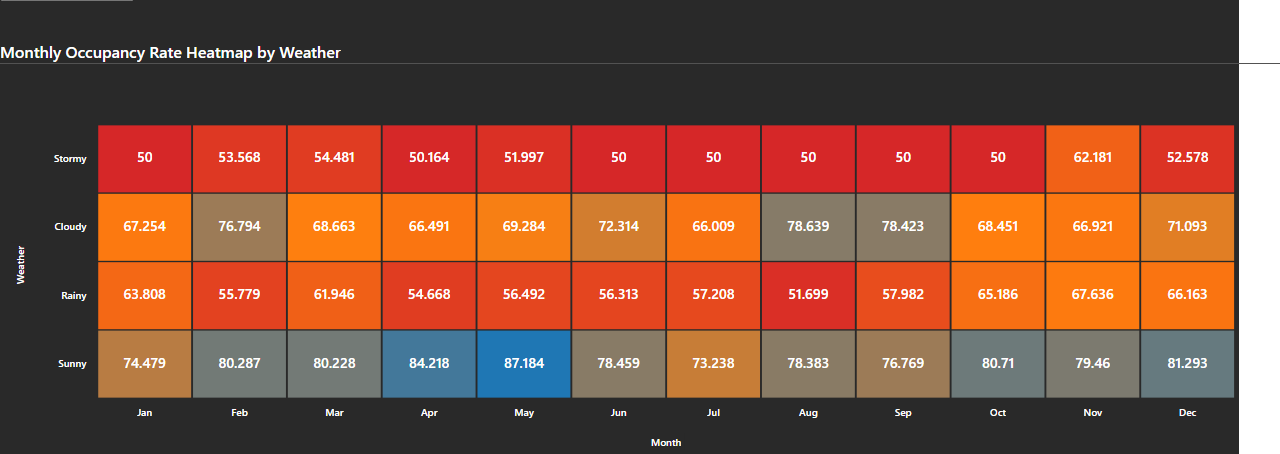 Monthly Occupancy Rate Heatmap by Weather
Stormy 50 53.568 54.481 50.164 51.997 50 50 50 50 50 62.181 52.578
Cloudy 67.254 76.794 68.663 66.491 69.284 72.314 66.009 78.639 78.423 68.451 66.921 71.093
Weather
Rainy 63.808 55.779 61.946 54.668 56.492 56.313 57.208 51.699 57.982 65.186 67.636 66.163
Sunny 74.479 80.287 80.228 84.218 87.184 78.459 73.238 78.383 76.769 80.71 79.46 81.293
Jan Feb Mar Apr May Jun Jul Aug Sep Oct Nov Dec
Month